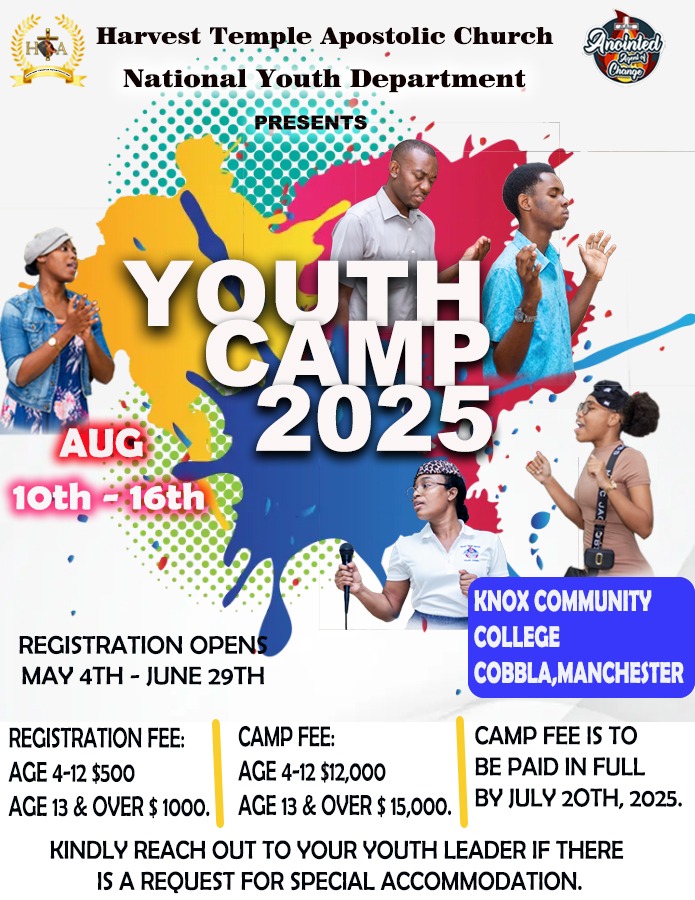 Harvest Temple Apostolic Church
National Youth Department
PRESENTS
H A
Anointed
Agent of
Change
YOUTH
CAMP
2025
AUG
10th - 16th
KNOX COMMUNITY
COLLEGE
COBBLA,MANCHESTER
REGISTRATION OPENS
MAY 4TH - JUNE 29TH
REGISTRATION FEE:
AGE 4-12 $500
AGE 13 & OVER $ 1000.
CAMP FEE:
AGE 4-12 $12,000
AGE 13 & OVER $ 15,000.
CAMP FEE IS TO
BE PAID IN FULL
BY JULY 20TH, 2025.
KINDLY REACH OUT TO YOUR YOUTH LEADER IF THERE
IS A REQUEST FOR SPECIAL ACCOMMODATION.